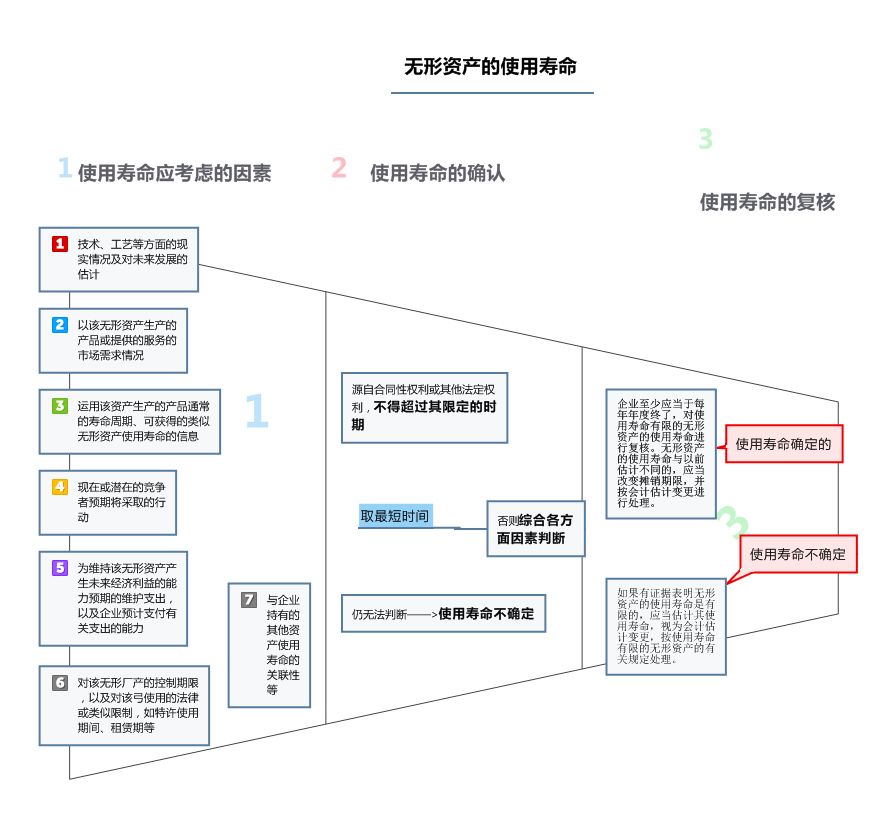 无形资产的使用寿命
1 使用寿命应考虑的因素
1 技术、工艺等方面的现
实情况及对未来发展的
估计
2 以该无形资产生产的
产品或提供的服务的
市场需求情况
3 运用该资产生产的产品通常
的寿命周期、可获得的类似
无形资产使用寿命的信息
1
4 现在或潜在的竞争
者预期将采取的行
动
5 为维持该无形资产产
生未来经济利益的能
力预期的维护支出，
以及企业预计支付有
关支出的能力
6 对该无形厂产的控制期限
，以及对该弓使用的法律
或类似限制，如特许使用
期间、租赁期等
7 与企业
持有的
其他资
产使用
寿命的
关联性
等
2 使用寿命的确认
源自合同性权利或其他法定权
利，不得超过其限定的时
期
取最短时间
否则综合各方
面因素判断
仍无法判断——>使用寿命不确定
3
使用寿命的复核
企业至少应当于每
年年度终了，对使
用寿命有限的无形
资产的使用寿命进
行复核。无形资产
的使用寿命与以前
估计不同的，应当
改变摊销期限，并
按会计估计变更进
行处理。
使用寿命确定的
3
使用寿命不确定
如果有证据表明无形
资产的使用寿命是有
限的，应当估计其使
用寿命，视为会计估
计变更，按使用寿命
有限的无形资产的有
关规定处理。